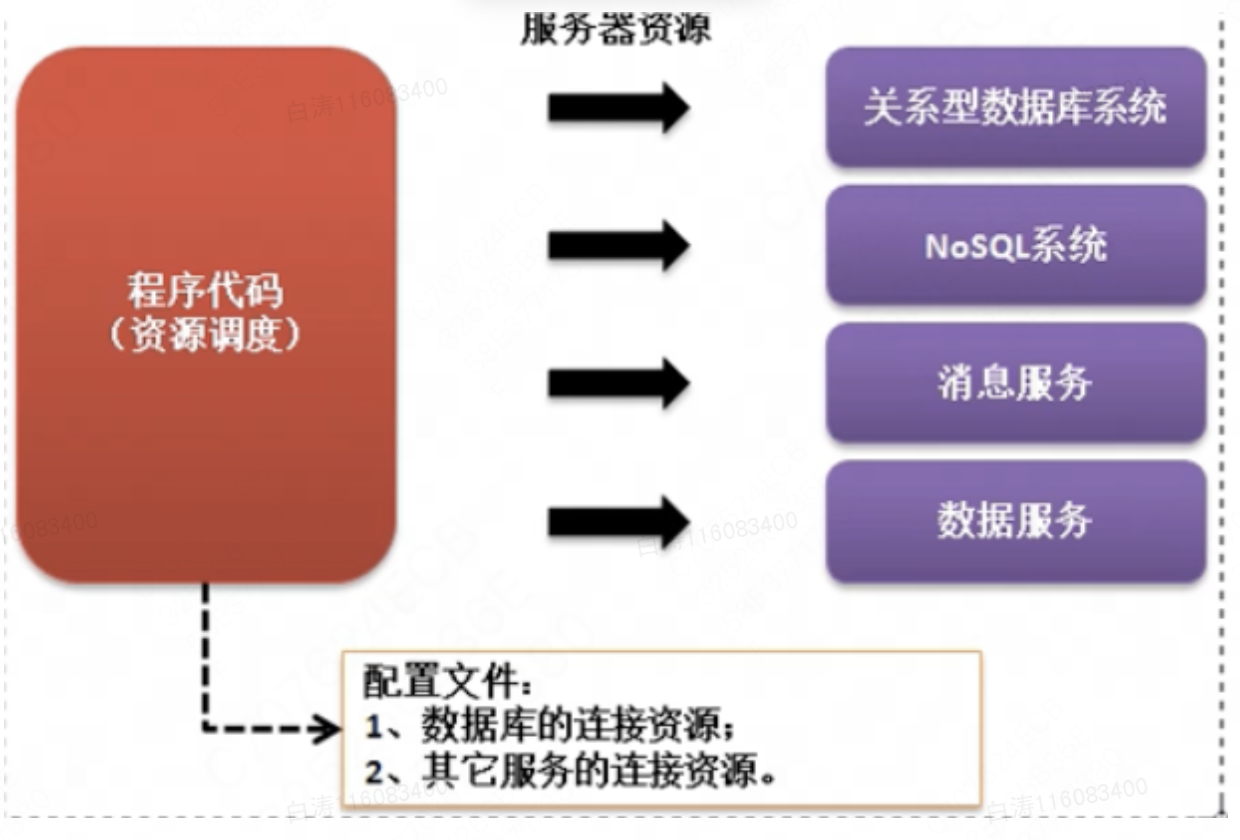 服务器资源
程序代码
（资源调度）
关系型数据库系统
NoSQL系统
消息服务
数据服务
配置文件：
1、数据库的连接资源；
2、其它服务的连接资源。
白涛116083400
116083400
白涛116083400
白涛116083400
白涛116083400